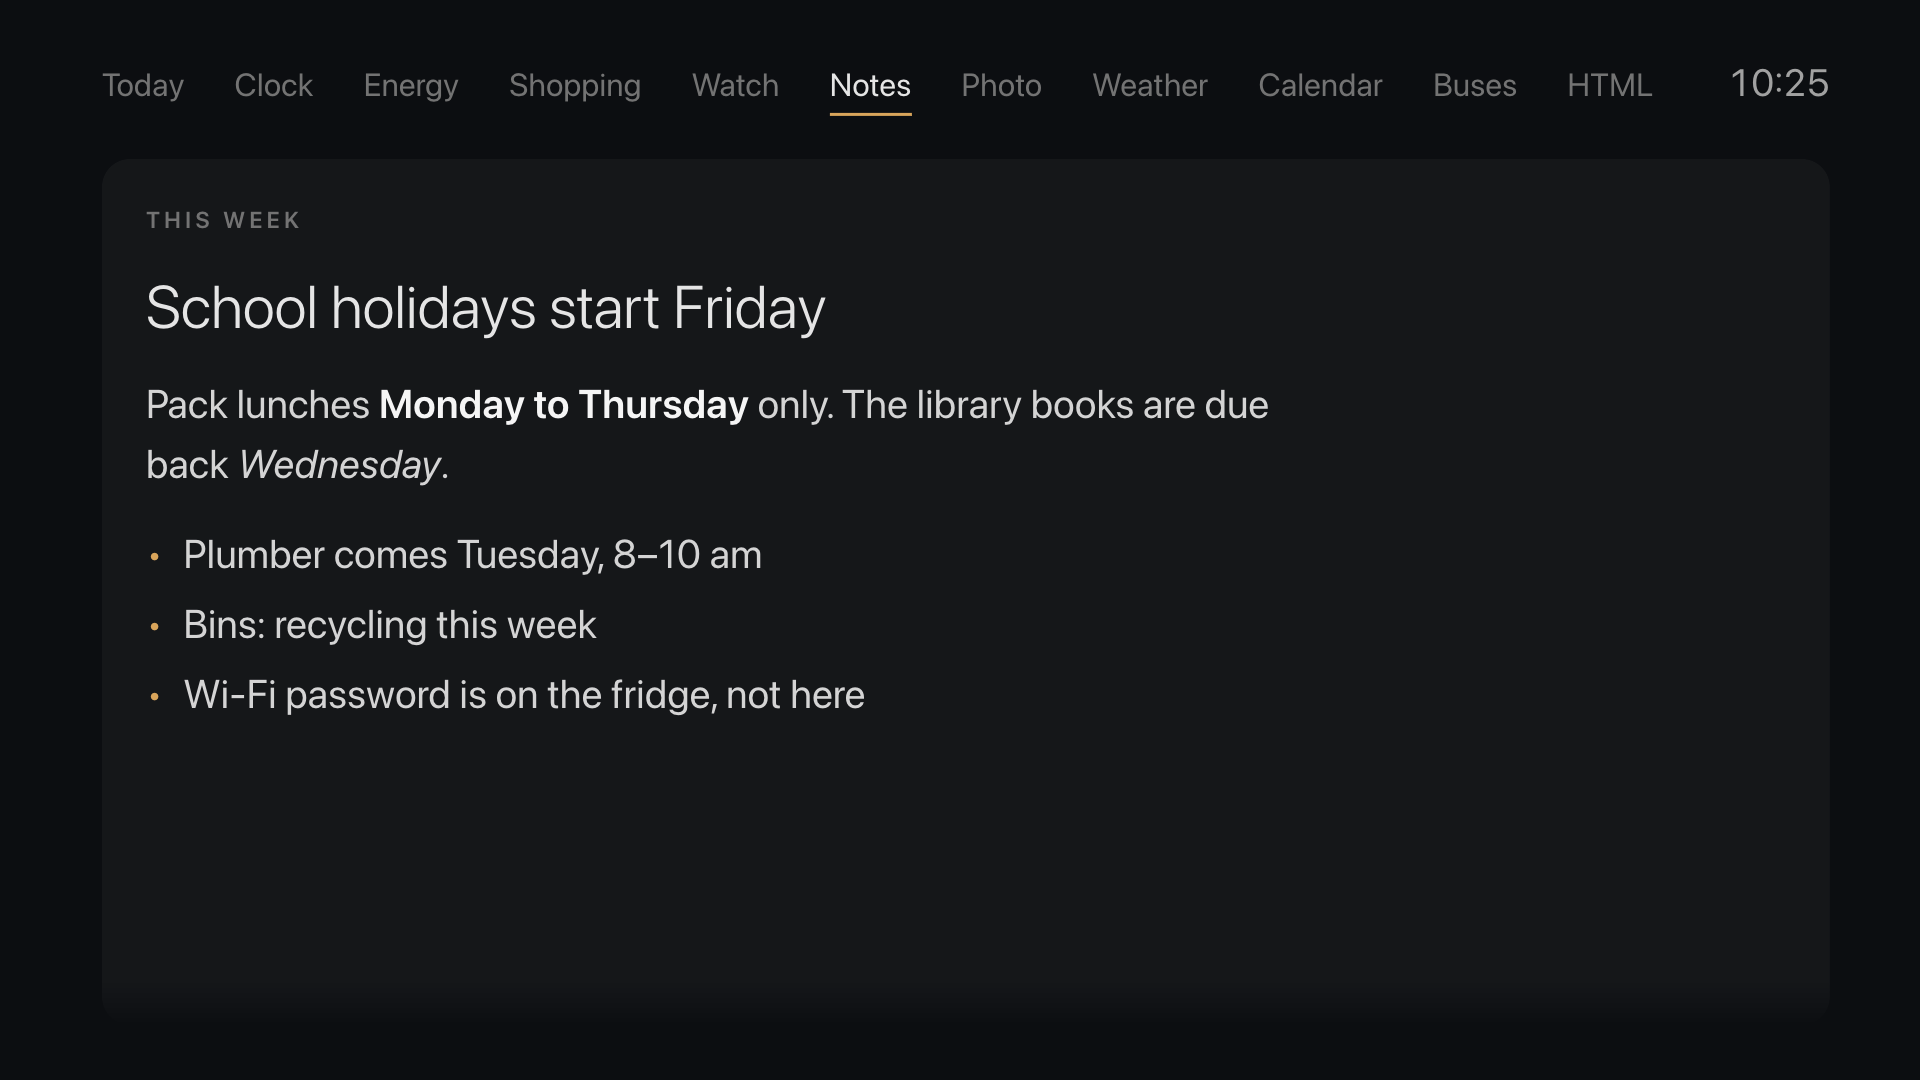 Today Clock Energy Shopping Watch Notes Photo Weather Calendar Buses HTML 10:25
THIS WEEK
School holidays start Friday
Pack lunches Monday to Thursday only. The library books are due
back Wednesday.
• Plumber comes Tuesday, 8–10 am
• Bins: recycling this week
• Wi-Fi password is on the fridge, not here